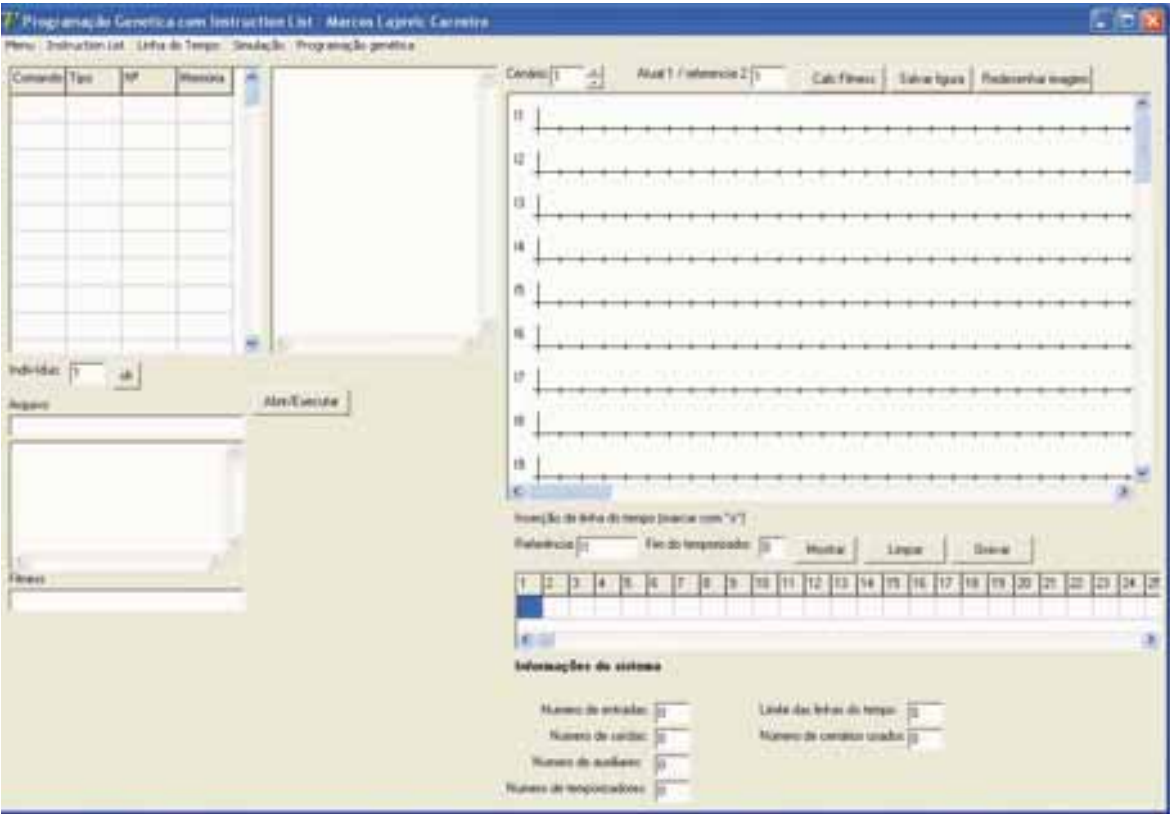 Programação Genetica com Instruction List Marcos Lajovic Carneiro
Menu Instruction List Linha do Tempo Simulação Programação genética
Comando Tipo Nº Memoria
Cenário 1
Atual 1 / referencia 2 1
Calc Fitness
Salvar figura
Redesenhar imagem
I1
I2
I3
I4
I5
I6
I7
I8
I9
Individuo 1 ok
Arquivo
Abrir/Executar
Fitness
Inserção de linha do tempo (marcar com "x")
Referência 0 Fim do temporizador 0 Mostrar Limpar Gravar
1 2 3 4 5 6 7 8 9 10 11 12 13 14 15 16 17 18 19 20 21 22 23 24 25
Informações do sistema
Numero de entradas 0 Limite das linhas do tempo 0
Numero de saidas 0 Número de cenários usados 0
Numero de auxiliares 0
Numero de temporizadores 0